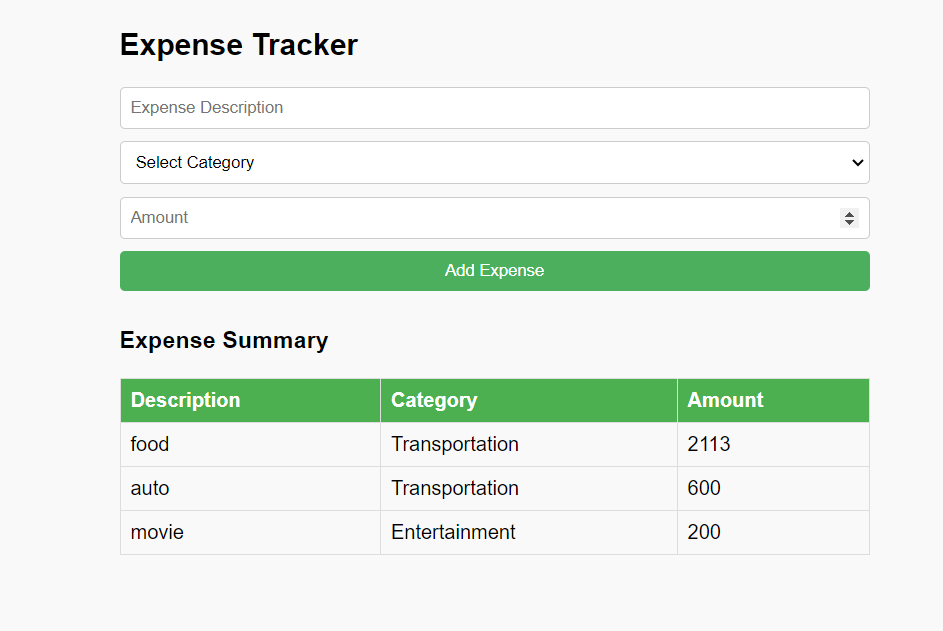 Expense Tracker
Expense Description
Select Category
Amount
Add Expense
Expense Summary
Description Category Amount
food Transportation 2113
auto Transportation 600
movie Entertainment 200